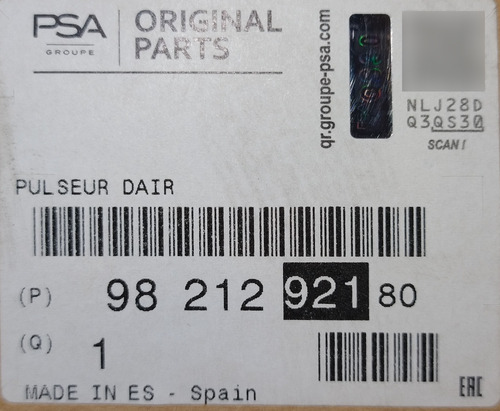 PSA
GROUPE
ORIGINAL
PARTS
qr.groupe-psa.com
NLJ28D
Q3QS30
SCAN!
PULSEUR DAIR
(P) 98 212 921 80
(Q) 1
MADE IN ES - Spain
EAC